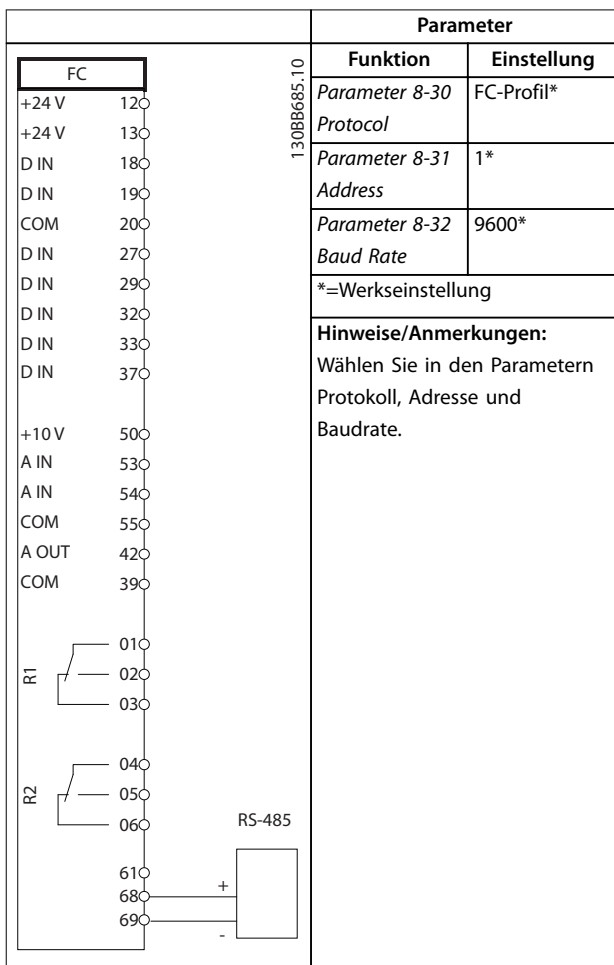 FC
+24 V 12
+24 V 13
D IN 18
D IN 19
COM 20
D IN 27
D IN 29
D IN 32
D IN 33
D IN 37
+10 V 50
A IN 53
A IN 54
COM 55
A OUT 42
COM 39
R1
01
02
03
R2
04
05
06
RS-485
61
68 +
69 -
130BB685.10
Parameter
Funktion Einstellung
Parameter 8-30 FC-Profil*
Protocol
Parameter 8-31 1*
Address
Parameter 8-32 9600*
Baud Rate
*=Werkseinstellung
Hinweise/Anmerkungen:
Wählen Sie in den Parametern
Protokoll, Adresse und
Baudrate.